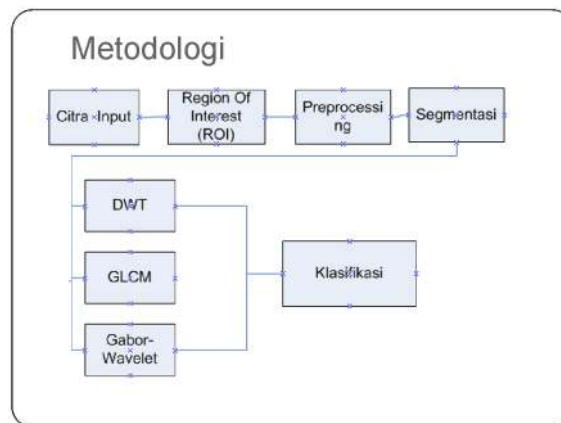 Metodologi
Citra Input
Region Of
Interest
(ROI)
Preprocessi
ng
Segmentasi
DWT
GLCM
Gabor-
Wavelet
Klasifikasi